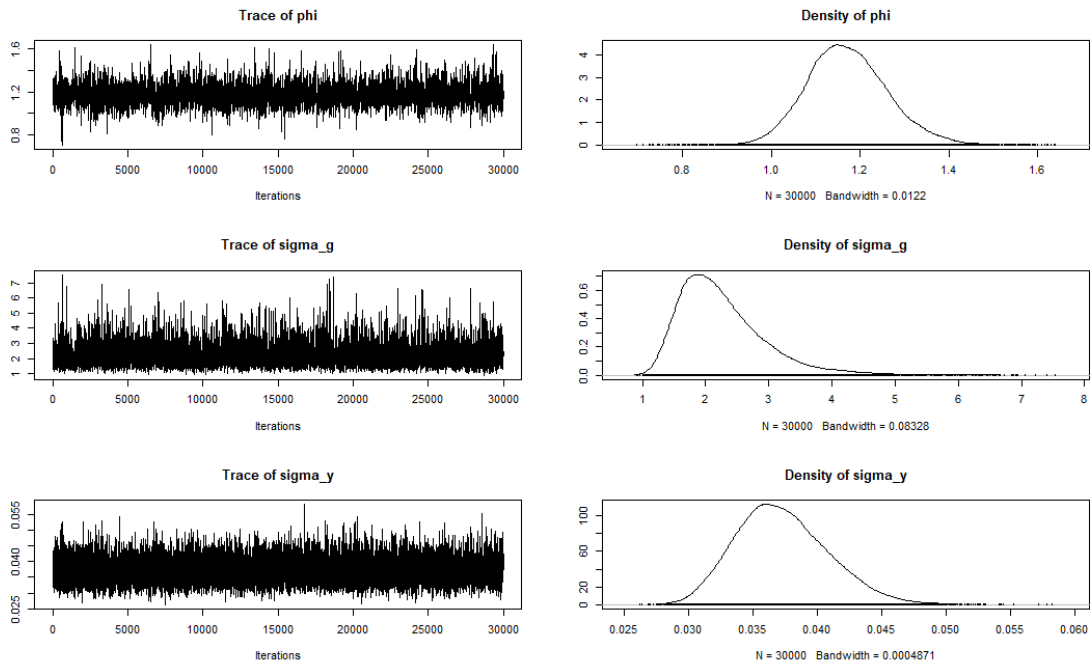 Trace of phi
1.6
1.2
0.8
0 5000 10000 15000 20000 25000 30000
Iterations
Density of phi
4
3
2
1
0
0.8 1.0 1.2 1.4 1.6
N = 30000 Bandwidth = 0.0122
Trace of sigma_g
7
6
5
4
3
2
1
0 5000 10000 15000 20000 25000 30000
Iterations
Density of sigma_g
0.6
0.4
0.2
0.0
1 2 3 4 5 6 7 8
N = 30000 Bandwidth = 0.08328
Trace of sigma_y
0.055
0.040
0.025
0 5000 10000 15000 20000 25000 30000
Iterations
Density of sigma_y
100
60
20
0
0.025 0.030 0.035 0.040 0.045 0.050 0.055 0.060
N = 30000 Bandwidth = 0.0004871